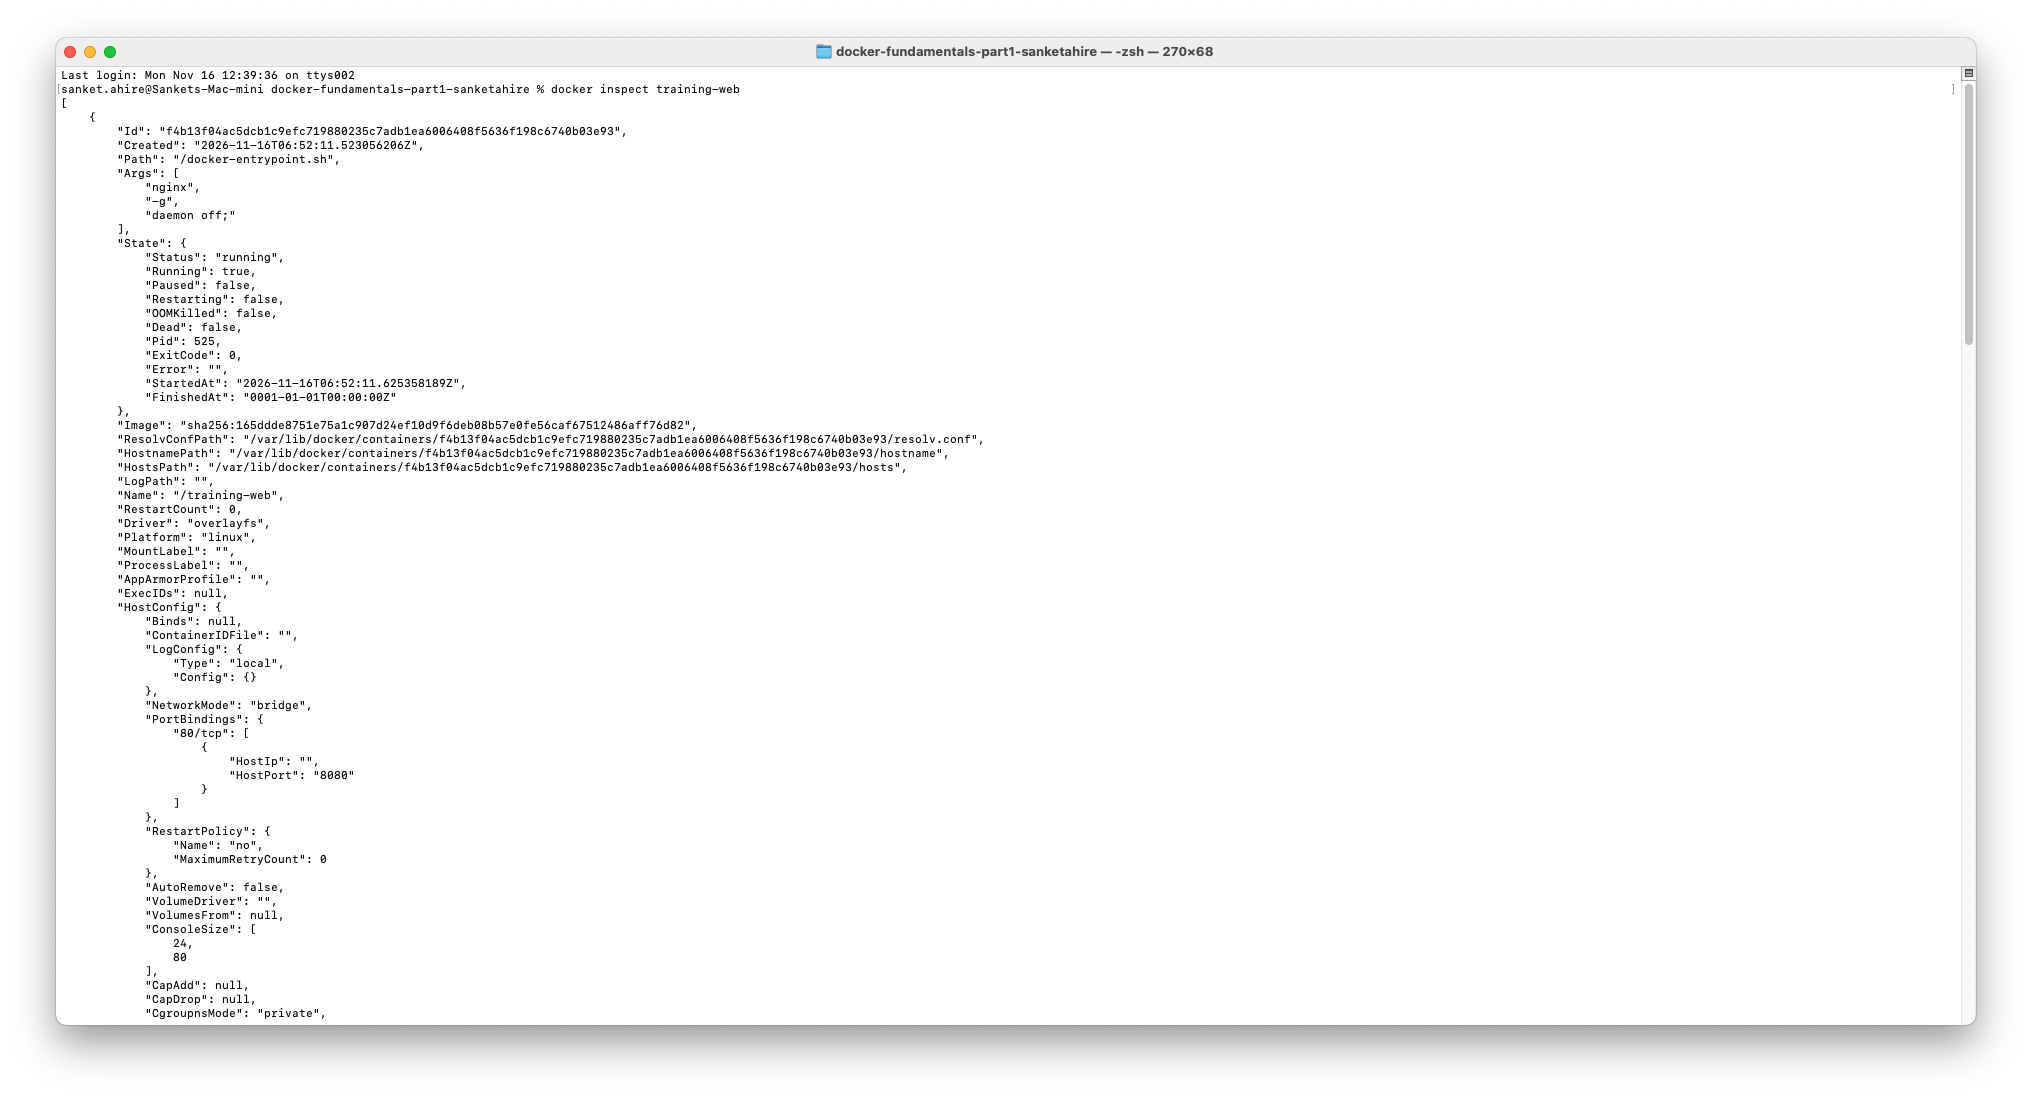 docker-fundamentals-part1-sanketahire — -zsh — 270×68
Last login: Mon Nov 16 12:39:36 on ttys002
[sanket.ahire@Sankets-Mac-mini docker-fundamentals-part1-sanketahire % docker inspect training-web ]
[
    {
        "Id": "f4b13f04ac5dcb1c9efc719880235c7adb1ea6006408f5636f198c6740b03e93",
        "Created": "2026-11-16T06:52:11.523056206Z",
        "Path": "/docker-entrypoint.sh",
        "Args": [
            "nginx",
            "-g",
            "daemon off;"
        ],
        "State": {
            "Status": "running",
            "Running": true,
            "Paused": false,
            "Restarting": false,
            "OOMKilled": false,
            "Dead": false,
            "Pid": 525,
            "ExitCode": 0,
            "Error": "",
            "StartedAt": "2026-11-16T06:52:11.625358189Z",
            "FinishedAt": "0001-01-01T00:00:00Z"
        },
        "Image": "sha256:165ddde8751e75a1c907d24ef10d9f6deb08b57e0fe56caf67512486aff76d82",
        "ResolvConfPath": "/var/lib/docker/containers/f4b13f04ac5dcb1c9efc719880235c7adb1ea6006408f5636f198c6740b03e93/resolv.conf",
        "HostnamePath": "/var/lib/docker/containers/f4b13f04ac5dcb1c9efc719880235c7adb1ea6006408f5636f198c6740b03e93/hostname",
        "HostsPath": "/var/lib/docker/containers/f4b13f04ac5dcb1c9efc719880235c7adb1ea6006408f5636f198c6740b03e93/hosts",
        "LogPath": "",
        "Name": "/training-web",
        "RestartCount": 0,
        "Driver": "overlayfs",
        "Platform": "linux",
        "MountLabel": "",
        "ProcessLabel": "",
        "AppArmorProfile": "",
        "ExecIDs": null,
        "HostConfig": {
            "Binds": null,
            "ContainerIDFile": "",
            "LogConfig": {
                "Type": "local",
                "Config": {}
            },
            "NetworkMode": "bridge",
            "PortBindings": {
                "80/tcp": [
                    {
                        "HostIp": "",
                        "HostPort": "8080"
                    }
                ]
            },
            "RestartPolicy": {
                "Name": "no",
                "MaximumRetryCount": 0
            },
            "AutoRemove": false,
            "VolumeDriver": "",
            "VolumesFrom": null,
            "ConsoleSize": [
                24,
                80
            ],
            "CapAdd": null,
            "CapDrop": null,
            "CgroupnsMode": "private",